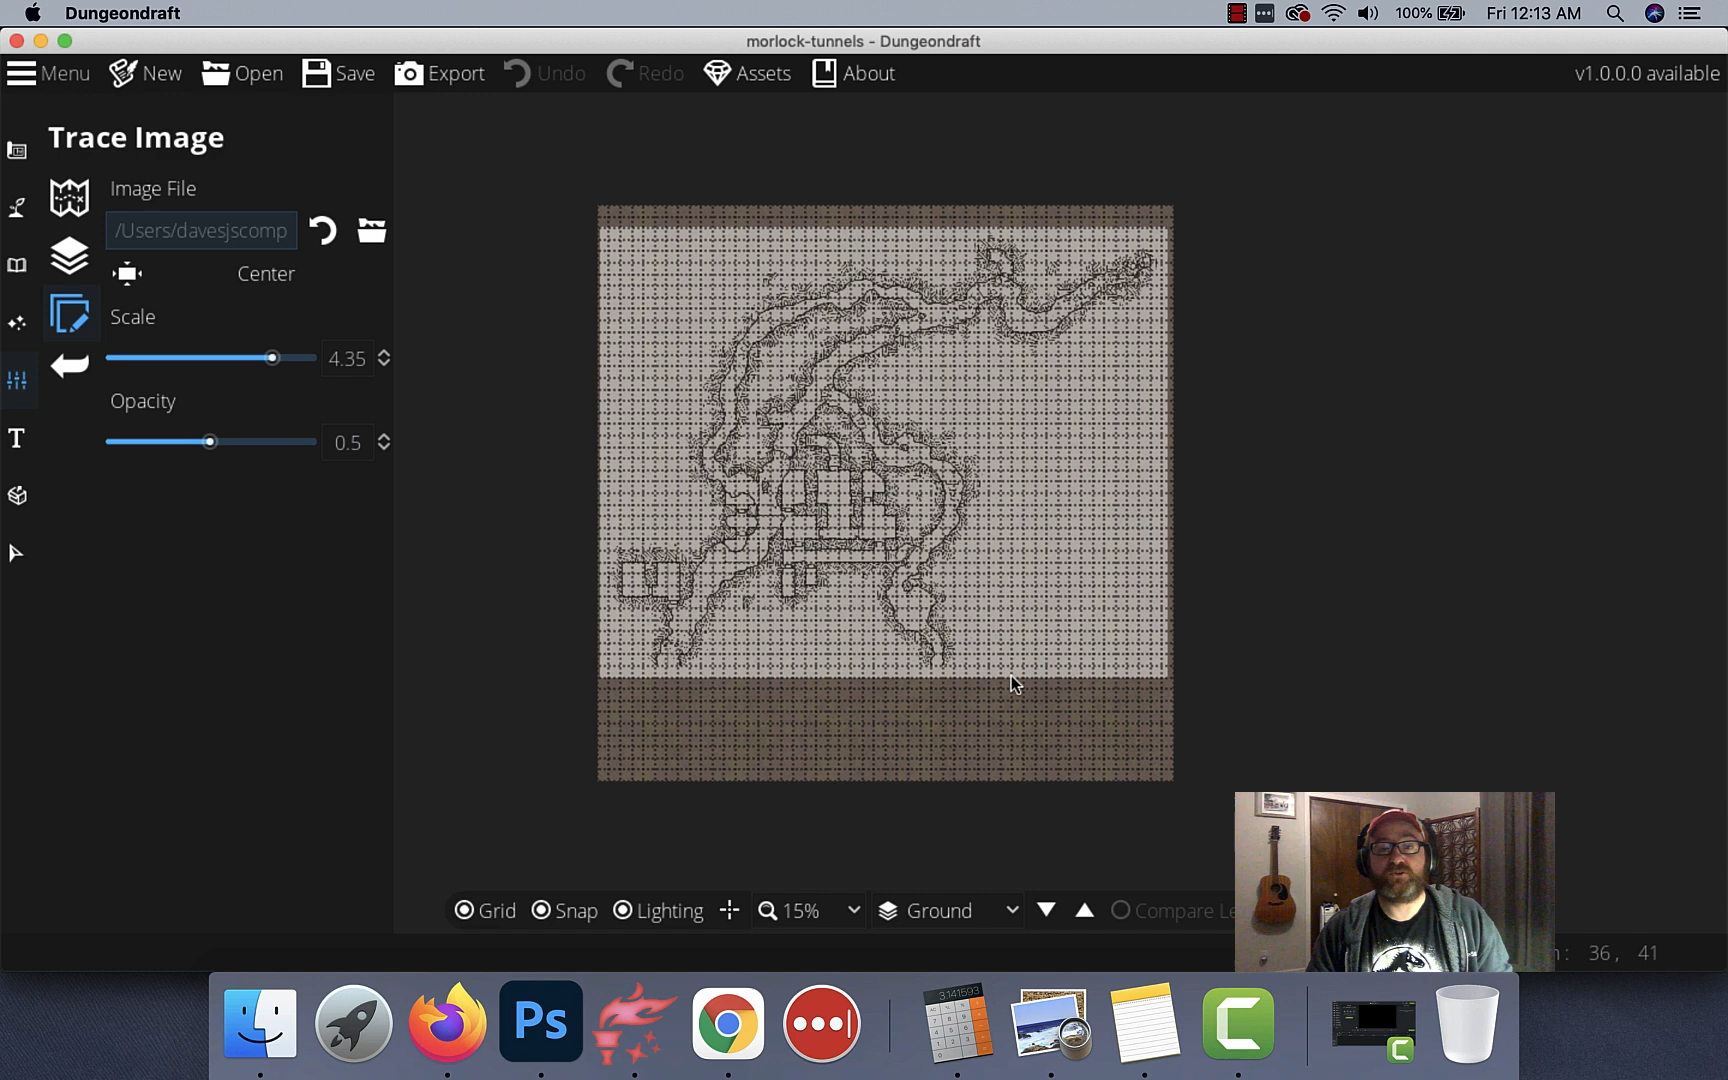 Dungeondraft
100%
Fri 12:13 AM
morlock-tunnels - Dungeondraft
Menu
New
Open
Save
Export
Undo
Redo
Assets
About
v1.0.0.0 available
Trace Image
Image File
/Users/davesjscomp
Center
Scale
4.35
Opacity
0.5
T
Grid
Snap
Lighting
15%
Ground
Compare Le
36, 41
3.141593
Ps